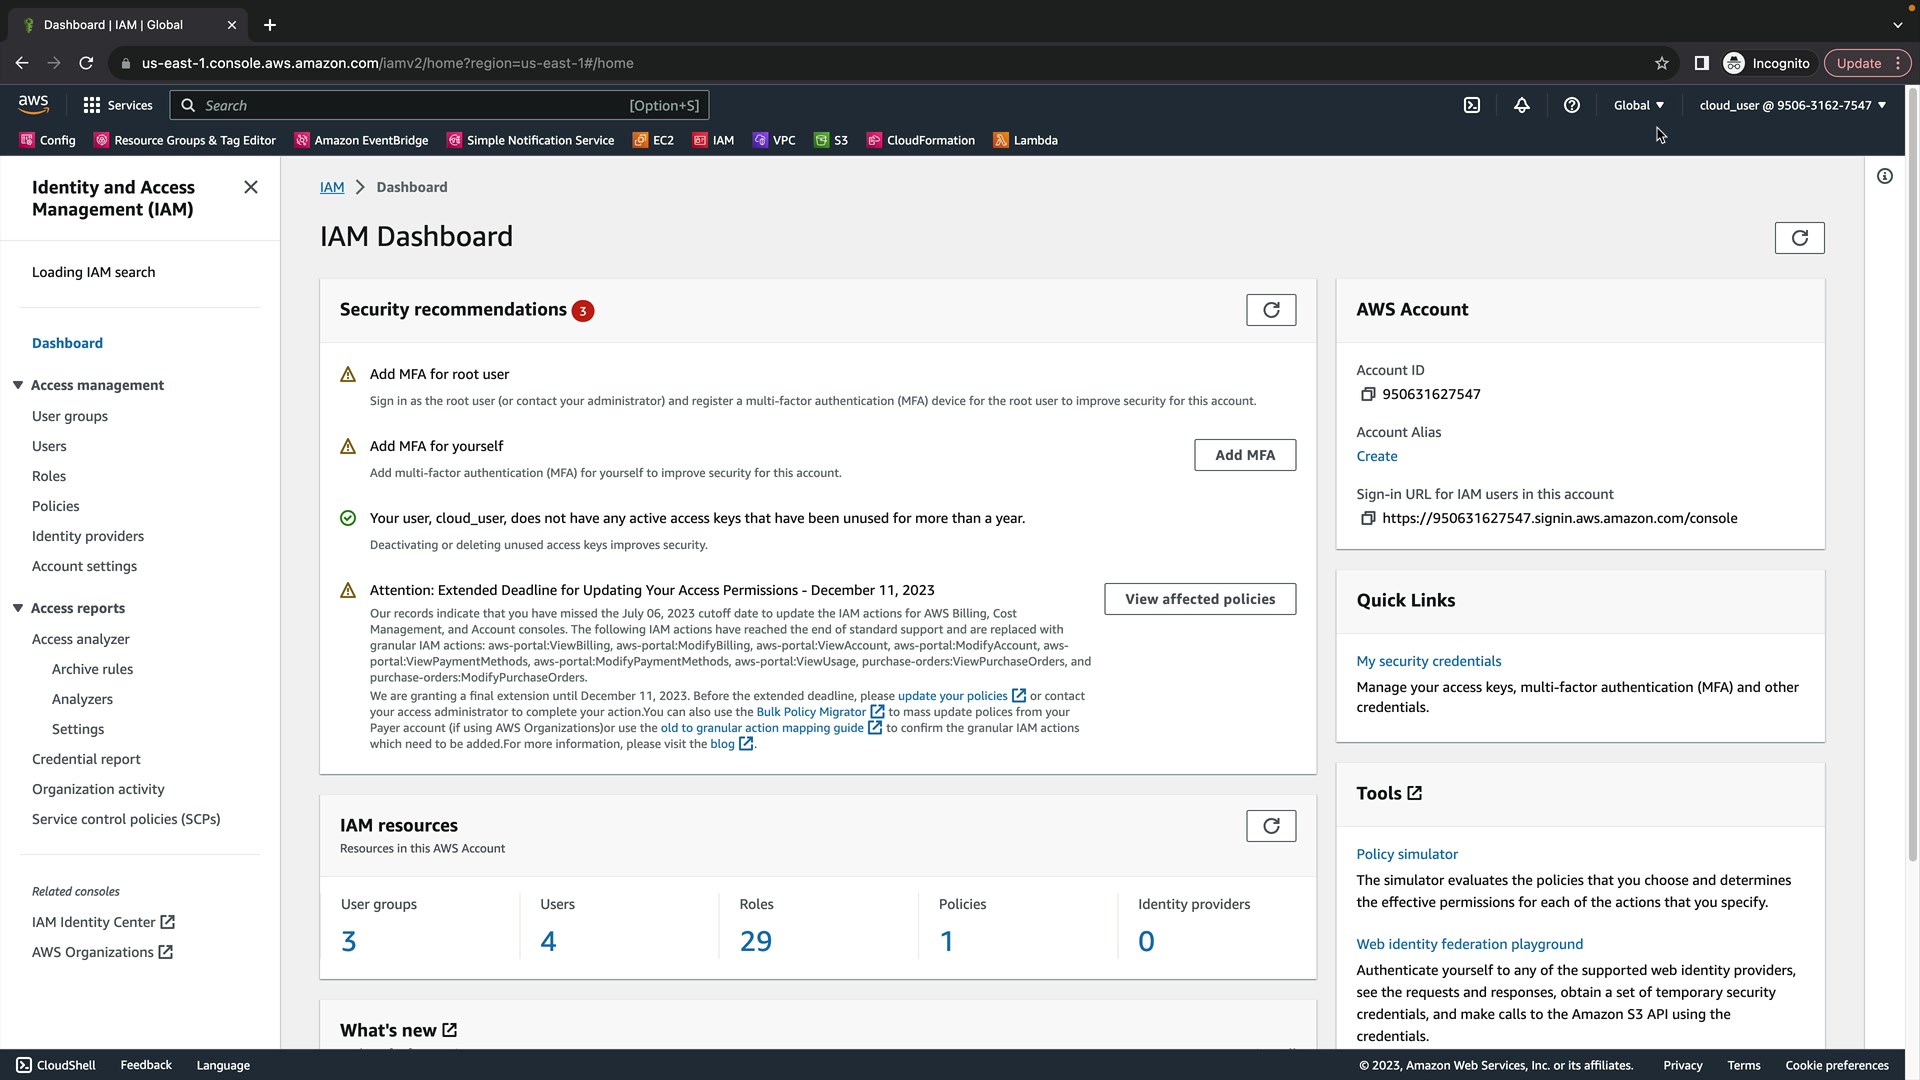 Dashboard | IAM | Global
us-east-1.console.aws.amazon.com/iamv2/home?region=us-east-1#/home
Incognito
Update
aws
Services
Search
[Option+S]
Global
cloud_user @ 9506-3162-7547
Config
Resource Groups & Tag Editor
Amazon EventBridge
Simple Notification Service
EC2
IAM
VPC
S3
CloudFormation
Lambda
Identity and Access
Management (IAM)
Loading IAM search
Dashboard
Access management
User groups
Users
Roles
Policies
Identity providers
Account settings
Access reports
Access analyzer
Archive rules
Analyzers
Settings
Credential report
Organization activity
Service control policies (SCPs)
Related consoles
IAM Identity Center
AWS Organizations
IAM > Dashboard
IAM Dashboard
Security recommendations 3
Add MFA for root user
Sign in as the root user (or contact your administrator) and register a multi-factor authentication (MFA) device for the root user to improve security for this account.
Add MFA for yourself
Add multi-factor authentication (MFA) for yourself to improve security for this account.
Add MFA
Your user, cloud_user, does not have any active access keys that have been unused for more than a year.
Deactivating or deleting unused access keys improves security.
Attention: Extended Deadline for Updating Your Access Permissions - December 11, 2023
Our records indicate that you have missed the July 06, 2023 cutoff date to update the IAM actions for AWS Billing, Cost
Management, and Account consoles. The following IAM actions have reached the end of standard support and are replaced with
granular IAM actions: aws-portal:ViewBilling, aws-portal:ModifyBilling, aws-portal:ViewAccount, aws-portal:ModifyAccount, aws-
portal:ViewPaymentMethods, aws-portal:ModifyPaymentMethods, aws-portal:ViewUsage, purchase-orders:ViewPurchaseOrders, and
purchase-orders:ModifyPurchaseOrders.
We are granting a final extension until December 11, 2023. Before the extended deadline, please update your policies or contact
your access administrator to complete your action.You can also use the Bulk Policy Migrator to mass update polices from your
Payer account (if using AWS Organizations)or use the old to granular action mapping guide to confirm the granular IAM actions
which need to be added.For more information, please visit the blog.
View affected policies
IAM resources
Resources in this AWS Account
User groups
3
Users
4
Roles
29
Policies
1
Identity providers
0
What's new
AWS Account
Account ID
950631627547
Account Alias
Create
Sign-in URL for IAM users in this account
https://950631627547.signin.aws.amazon.com/console
Quick Links
My security credentials
Manage your access keys, multi-factor authentication (MFA) and other
credentials.
Tools
Policy simulator
The simulator evaluates the policies that you choose and determines
the effective permissions for each of the actions that you specify.
Web identity federation playground
Authenticate yourself to any of the supported web identity providers,
see the requests and responses, obtain a set of temporary security
credentials, and make calls to the Amazon S3 API using the
credentials.
CloudShell
Feedback
Language
© 2023, Amazon Web Services, Inc. or its affiliates.
Privacy
Terms
Cookie preferences